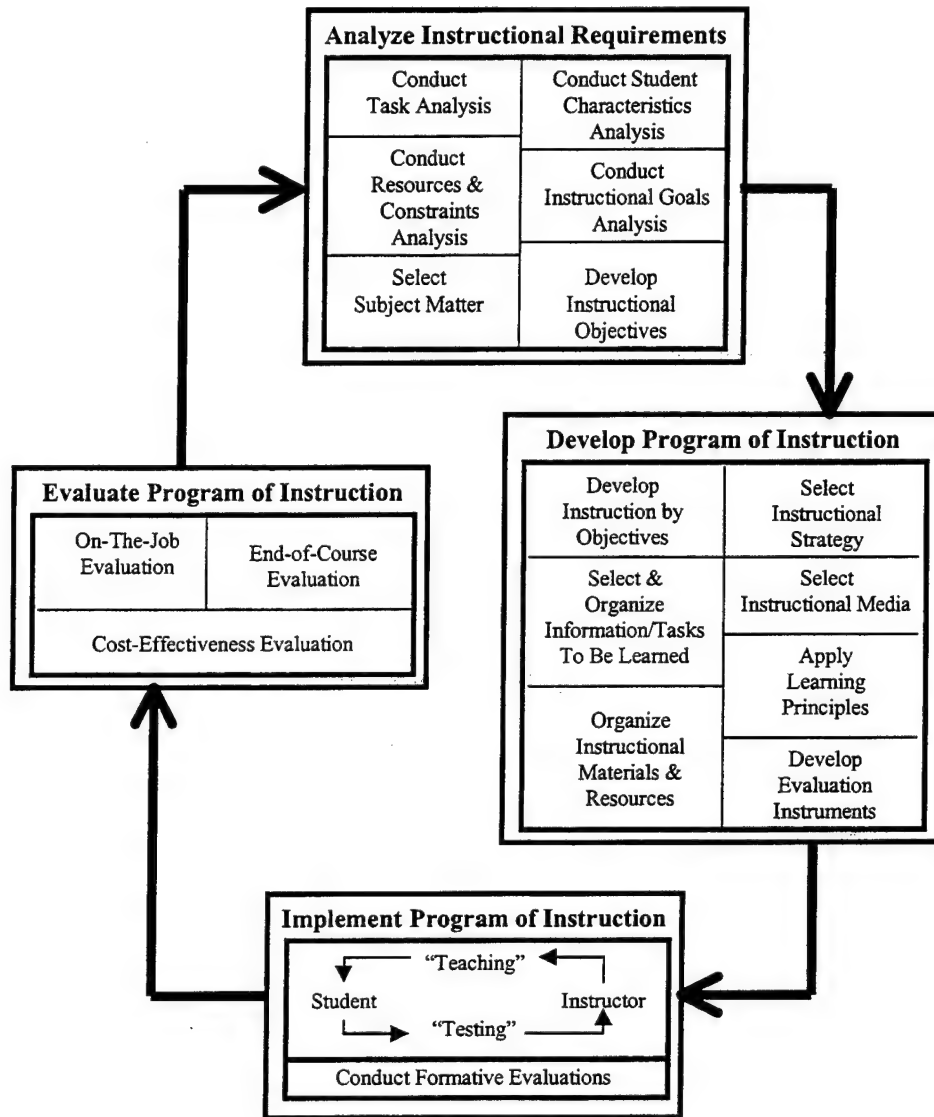 Analyze Instructional Requirements
Conduct
Task Analysis
Conduct Student
Characteristics
Analysis
Conduct
Resources &
Constraints
Analysis
Conduct
Instructional Goals
Analysis
Select
Subject Matter
Develop
Instructional
Objectives
Develop Program of Instruction
Develop
Instruction by
Objectives
Select
Instructional
Strategy
Select &
Organize
Information/Tasks
To Be Learned
Select
Instructional Media
Apply
Learning
Principles
Organize
Instructional
Materials &
Resources
Develop
Evaluation
Instruments
Implement Program of Instruction
“Teaching”
Student
Instructor
“Testing”
Conduct Formative Evaluations
Evaluate Program of Instruction
On-The-Job
Evaluation
End-of-Course
Evaluation
Cost-Effectiveness Evaluation